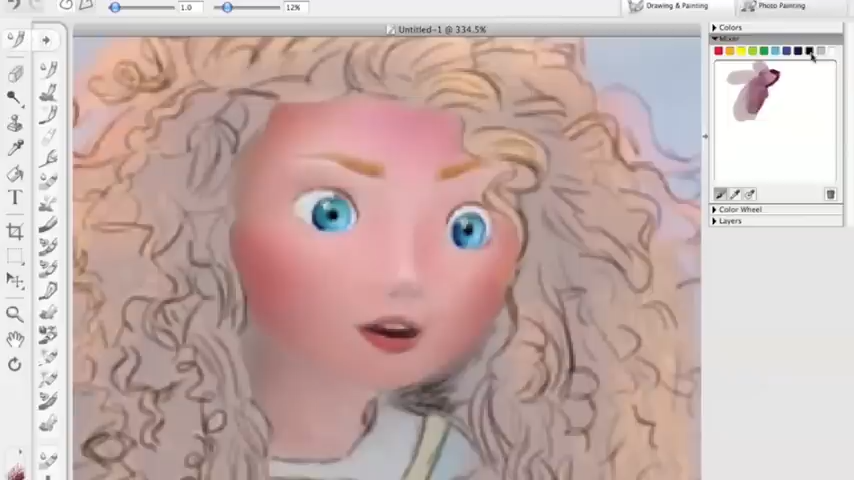 1.0
12%
Drawing & Painting
Photo Painting
Untitled-1 @ 334.5%
Colors
Mixer
Color Wheel
Layers